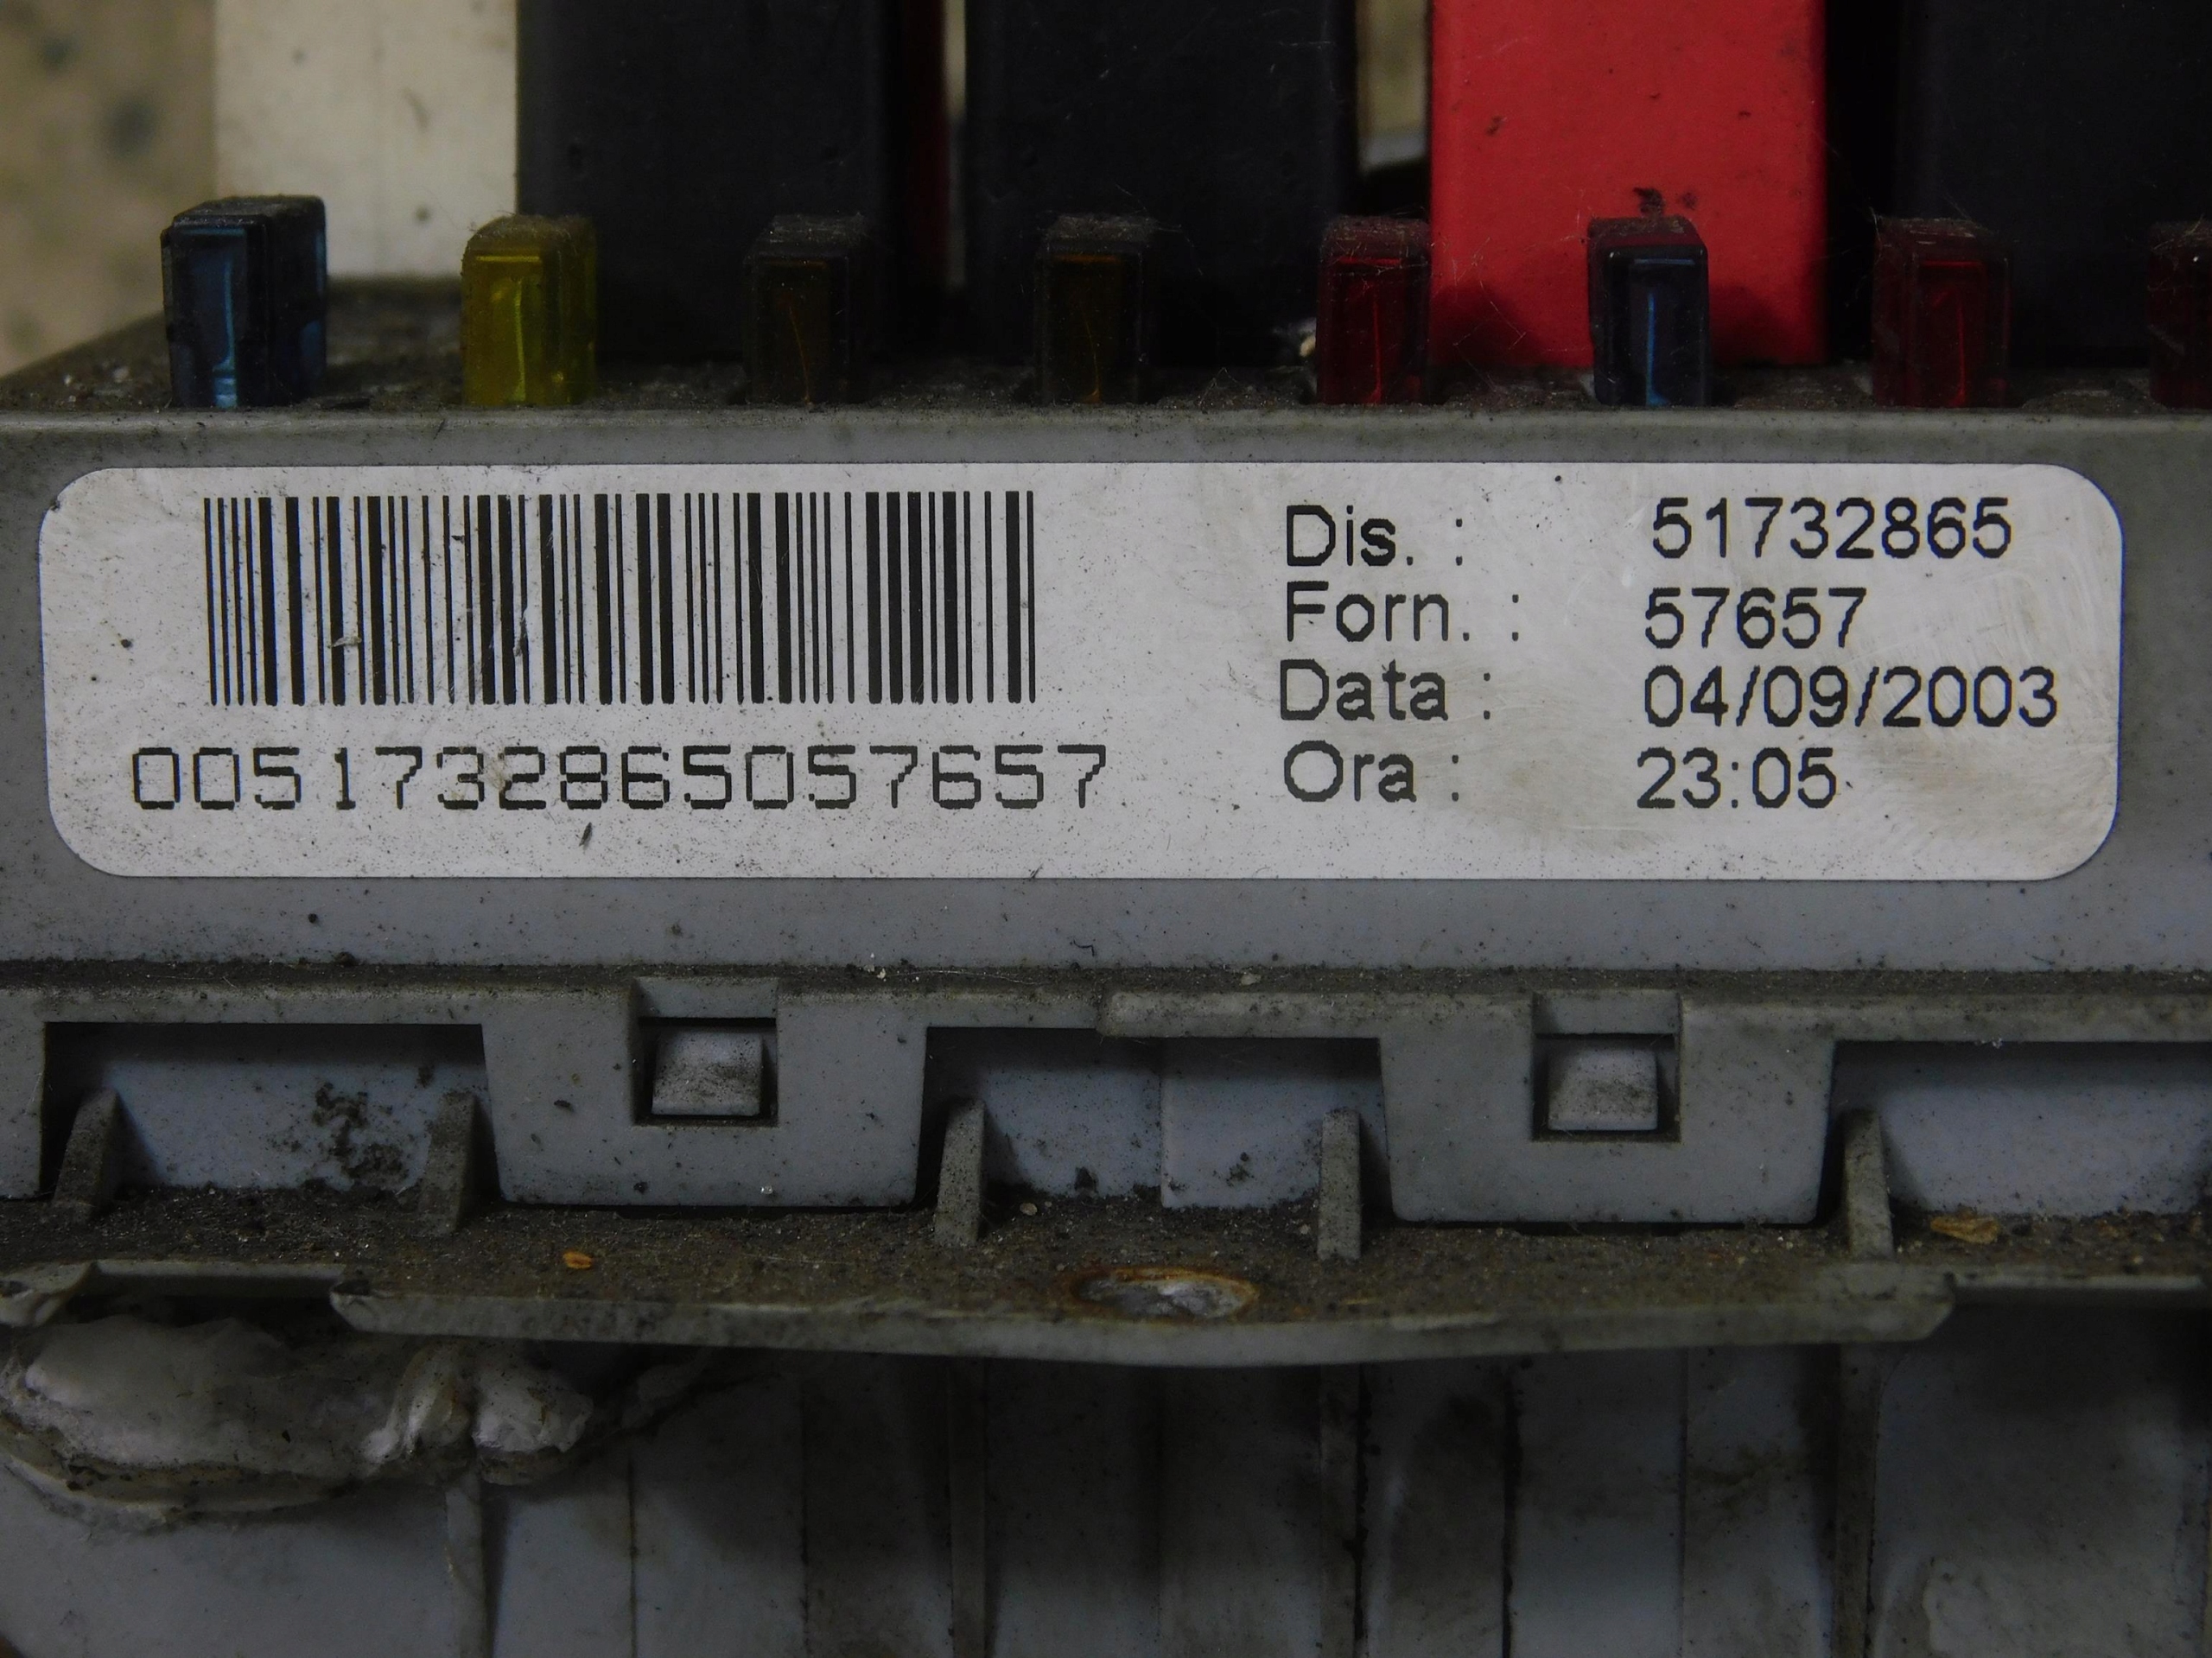 0051732865057657
Dis. : 51732865
Forn. : 57657
Data : 04/09/2003
Ora : 23:05